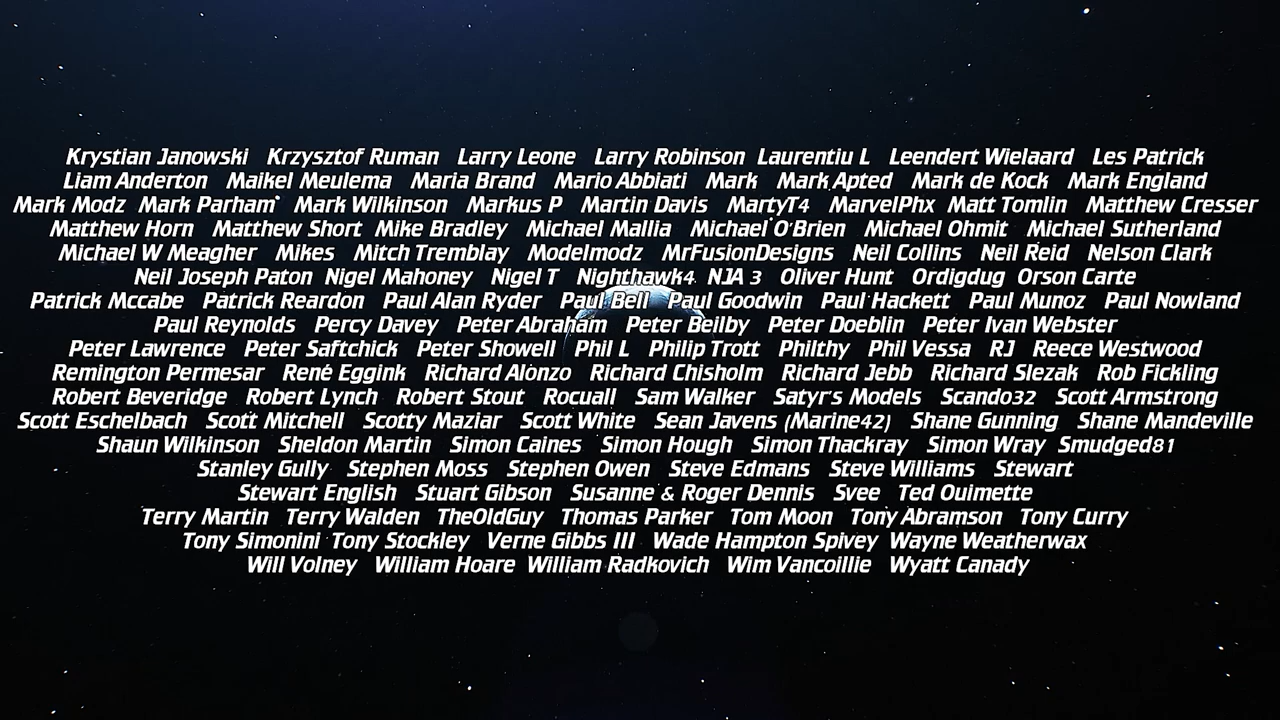 Krystian Janowski Krzysztof Ruman Larry Leone Larry Robinson Laurentiu L Leendert Wielaard Les Patrick
Liam Anderton Maikel Meulema Maria Brand Mario Abbiati Mark Mark Apted Mark de Kock Mark England
Mark Modz Mark Parham Mark Wilkinson Markus P Martin Davis MartyT4 MarvelPhx Matt Tomlin Matthew Cresser
Matthew Horn Matthew Short Mike Bradley Michael Mallia Michael O'Brien Michael Ohmit Michael Sutherland
Michael W Meagher Mikes Mitch Tremblay Modelmodz MrFusionDesigns Neil Collins Neil Reid Nelson Clark
Neil Joseph Paton Nigel Mahoney Nigel T Nighthawk4 NJA 3 Oliver Hunt Ordigdug Orson Carte
Patrick Mccabe Patrick Reardon Paul Alan Ryder Paul Bell Paul Goodwin Paul Hackett Paul Munoz Paul Nowland
Paul Reynolds Percy Davey Peter Abraham Peter Beilby Peter Doeblin Peter Ivan Webster
Peter Lawrence Peter Saftchick Peter Showell Phil L Philip Trott Philthy Phil Vessa RJ Reece Westwood
Remington Permesar René Eggink Richard Alonzo Richard Chisholm Richard Jebb Richard Slezak Rob Fickling
Robert Beveridge Robert Lynch Robert Stout Rocuall Sam Walker Satyr's Models Scando32 Scott Armstrong
Scott Eschelbach Scott Mitchell Scotty Maziar Scott White Sean Javens (Marine42) Shane Gunning Shane Mandeville
Shaun Wilkinson Sheldon Martin Simon Caines Simon Hough Simon Thackray Simon Wray Smudged81
Stanley Gully Stephen Moss Stephen Owen Steve Edmans Steve Williams Stewart
Stewart English Stuart Gibson Susanne & Roger Dennis Svee Ted Ouimette
Terry Martin Terry Walden TheOldGuy Thomas Parker Tom Moon Tony Abramson Tony Curry
Tony Simonini Tony Stockley Verne Gibbs III Wade Hampton Spivey Wayne Weatherwax
Will Volney William Hoare William Radkovich Wim Vancoillie Wyatt Canady